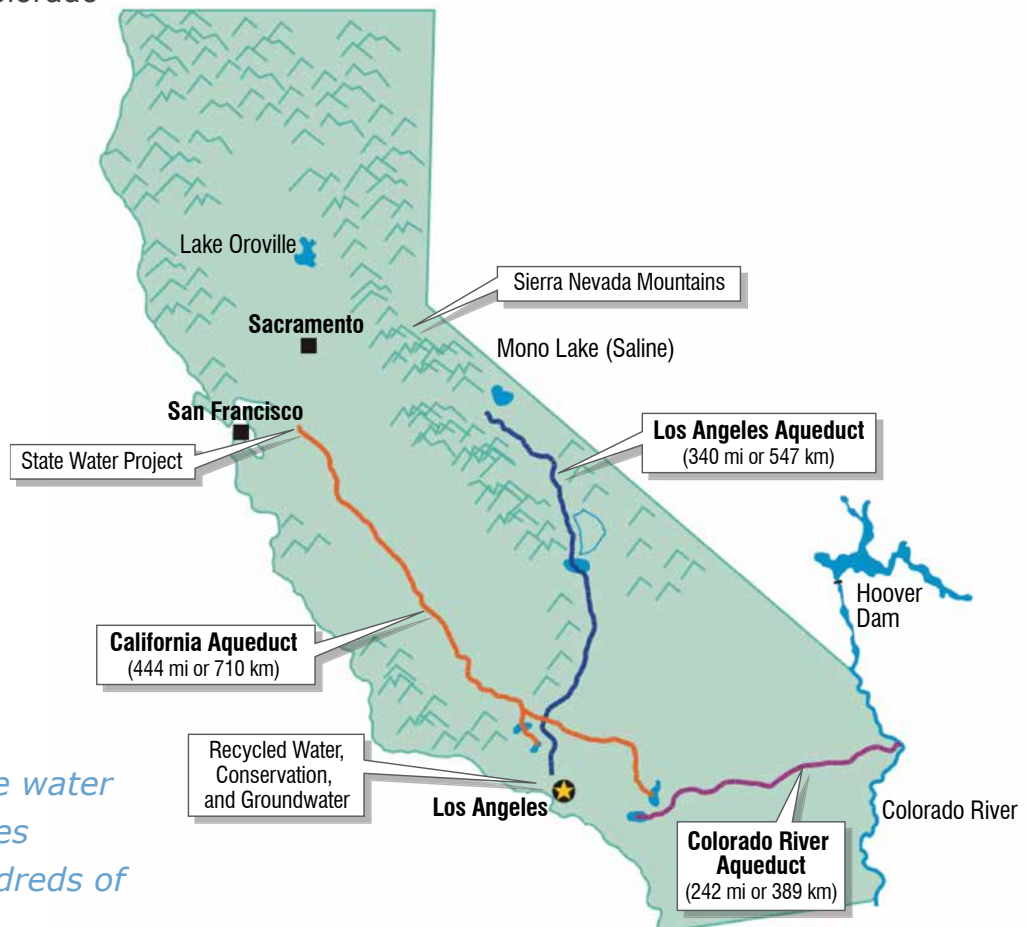 Lake Oroville
Sierra Nevada Mountains
Sacramento
Mono Lake (Saline)
San Francisco
State Water Project
Los Angeles Aqueduct
(340 mi or 547 km)
Hoover
Dam
California Aqueduct
(444 mi or 710 km)
Recycled Water,
Conservation,
and Groundwater
Los Angeles
Colorado River
Colorado River
Aqueduct
(242 mi or 389 km)
water
hundreds of